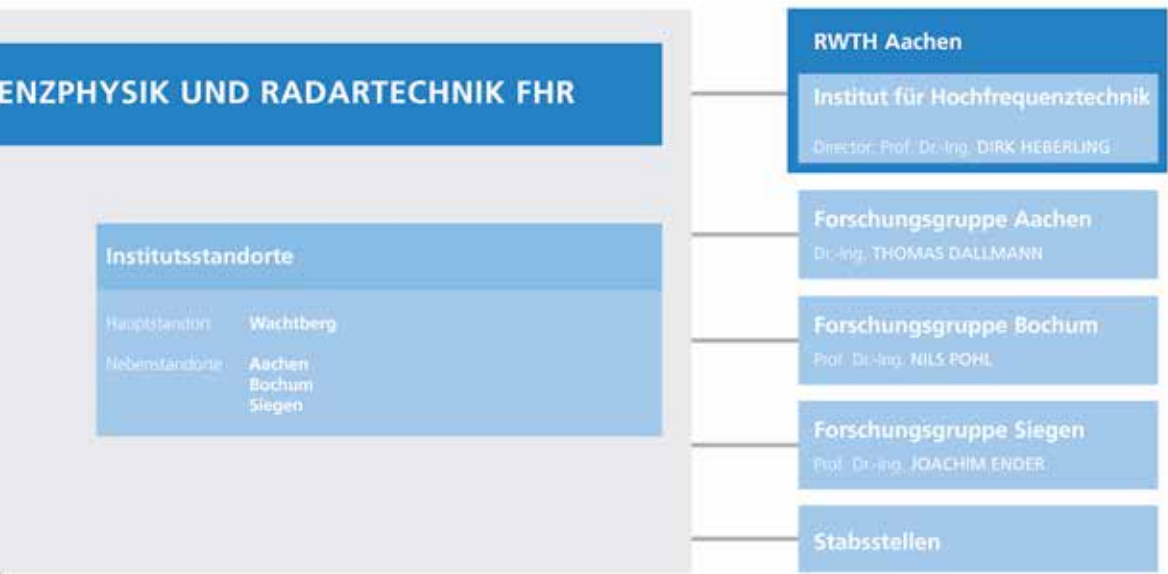 ENZPHYSIK UND RADARTECHNIK FHR
Institutsstandorte
Hauptstandort Wachtberg
Nebenstandorte Aachen
Bochum
Siegen
RWTH Aachen
Institut für Hochfrequenztechnik
Director: Prof. Dr.-Ing. DIRK HEBERLING
Forschungsgruppe Aachen
Dr.-Ing. THOMAS DALLMANN
Forschungsgruppe Bochum
Prof. Dr.-Ing. NILS POHL
Forschungsgruppe Siegen
Prof. Dr.-Ing. JOACHIM ENDER
Stabsstellen